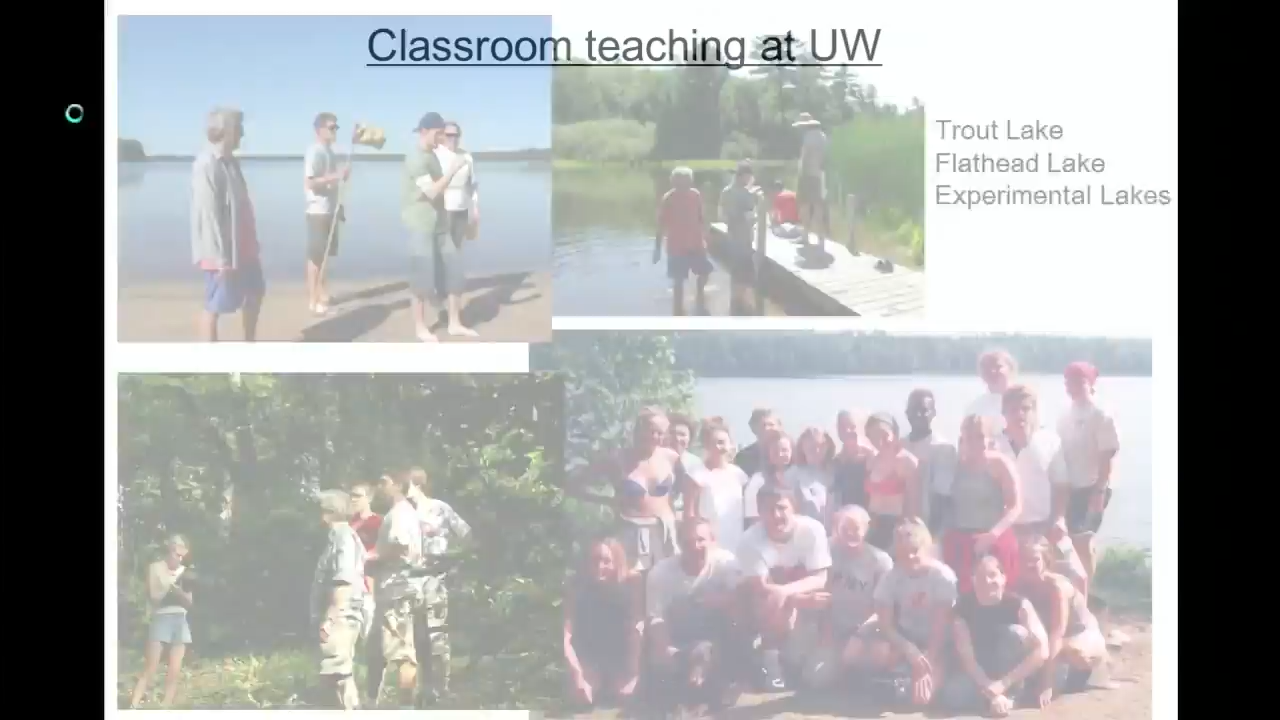 Classroom teaching at UW
Trout Lake
Flathead Lake
Experimental Lakes